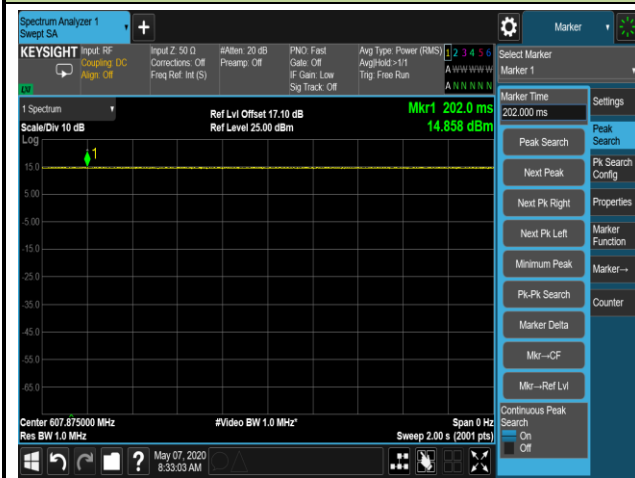 Spectrum Analyzer 1
Swept SA
Marker
KEYSIGHT
Input: RF
Coupling: DC
Align: Off
Input Z: 50 Ω
Corrections: Off
Freq Ref: Int (S)
#Atten: 20 dB
Preamp: Off
PNO: Fast
Gate: Off
IF Gain: Low
Sig Track: Off
Avg Type: Power (RMS)
Avg|Hold:>1/1
Trig: Free Run
1 2 3 4 5 6
A W W W W W
A N N N N N
LXI
Select Marker
Marker 1
1 Spectrum
Scale/Div 10 dB
Ref Lvl Offset 17.10 dB
Ref Level 25.00 dBm
Mkr1 202.0 ms
14.858 dBm
Log
1
15.0
5.00
-5.00
-15.0
-25.0
-35.0
-45.0
-55.0
-65.0
Center 607.875000 MHz
Res BW 1.0 MHz
#Video BW 1.0 MHz*
Span 0 Hz
Sweep 2.00 s (2001 pts)
Marker Time
202.000 ms
Peak Search
Next Peak
Next Pk Right
Next Pk Left
Minimum Peak
Pk-Pk Search
Marker Delta
Mkr→CF
Mkr→Ref Lvl
Continuous Peak
Search
On
Off
Settings
Peak
Search
Pk Search
Config
Properties
Marker
Function
Marker→
Counter
?
May 07, 2020
8:33:03 AM